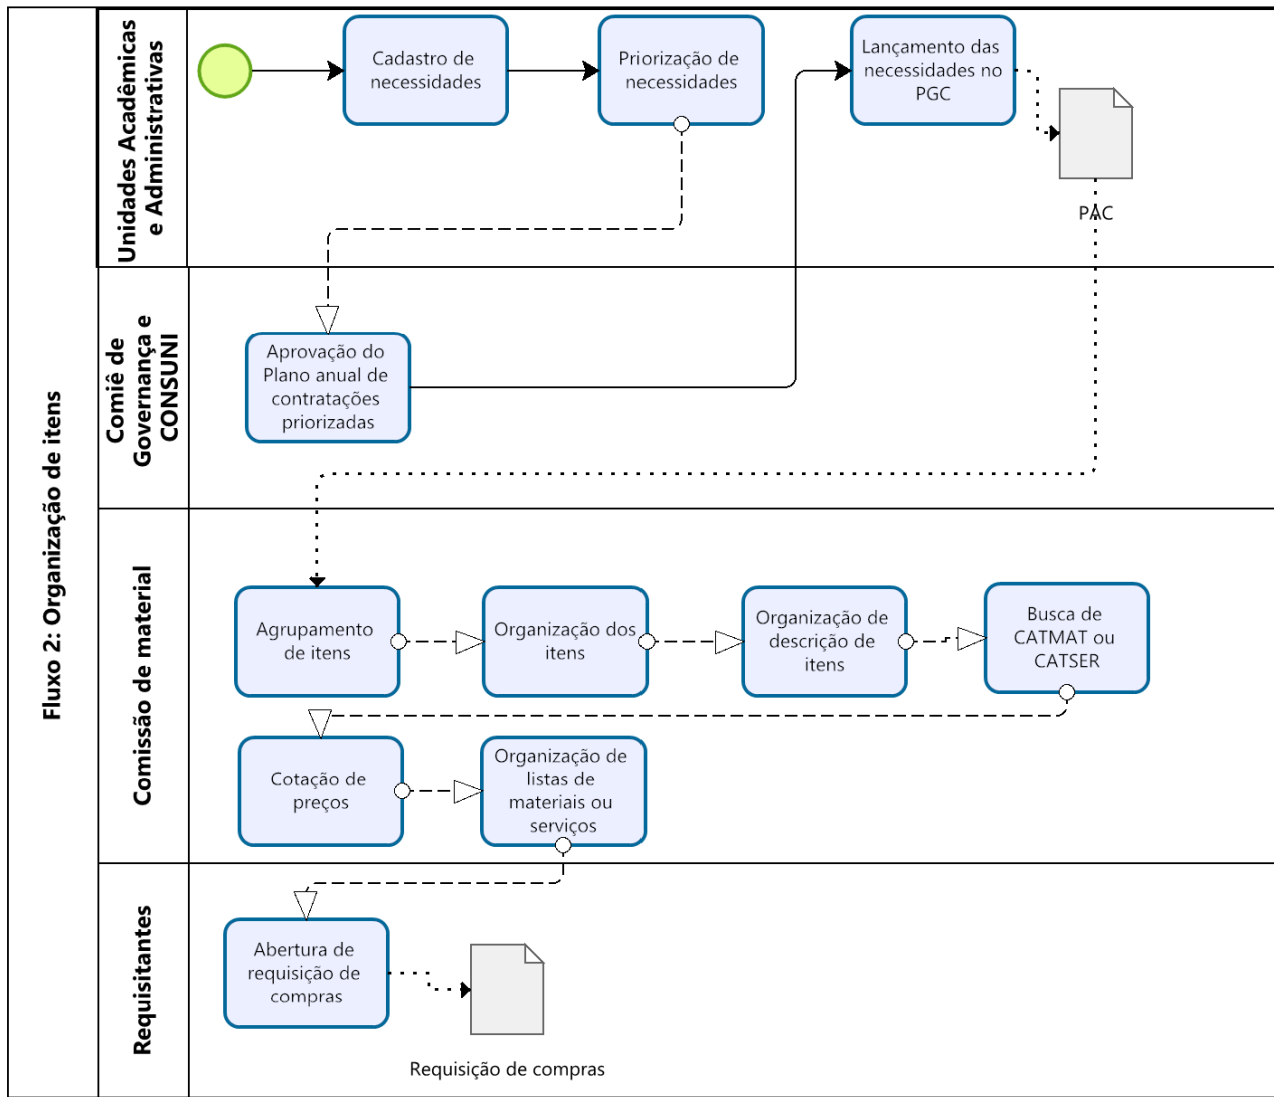 Fluxo 2: Organização de itens
Unidades Acadêmicas
e Administrativas
Cadastro de
necessidades
Priorização de
necessidades
Lançamento das
necessidades no
PGC
PAC
Comiê de
Governança e
CONSUNI
Aprovação do
Plano anual de
contratações
priorizadas
Comissão de material
Agrupamento
de itens
Organização dos
itens
Organização de
descrição de
itens
Busca de
CATMAT ou
CATSER
Cotação de
preços
Organização de
listas de
materiais ou
serviços
Requisitantes
Abertura de
requisição de
compras
Requisição de compras